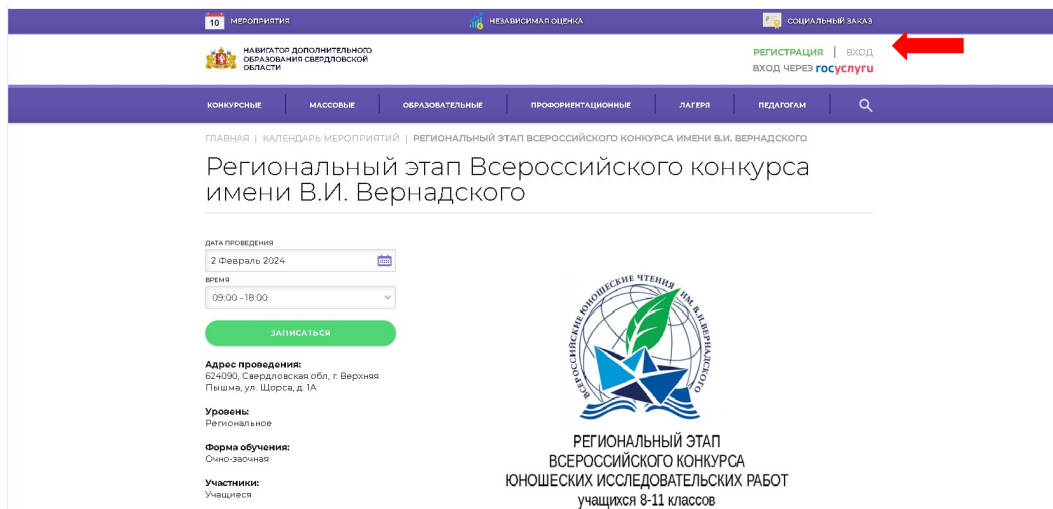 10 МЕРОПРИЯТИЯ
НЕЗАВИСИМАЯ ОЦЕНКА
СОЦИАЛЬНЫЙ ЗАКАЗ
НАВИГАТОР ДОПОЛНИТЕЛЬНОГО
ОБРАЗОВАНИЯ СВЕРДЛОВСКОЙ
ОБЛАСТИ
РЕГИСТРАЦИЯ | ВХОД
ВХОД ЧЕРЕЗ госуслуги
КОНКУРСНЫЕ
МАССОВЫЕ
ОБРАЗОВАТЕЛЬНЫЕ
ПРОФОРИЕНТАЦИОННЫЕ
ЛАГЕРЯ
ПЕДАГОГАМ
ГЛАВНАЯ | КАЛЕНДАРЬ МЕРОПРИЯТИЙ | РЕГИОНАЛЬНЫЙ ЭТАП ВСЕРОССИЙСКОГО КОНКУРСА ИМЕНИ В.И. ВЕРНАДСКОГО
Региональный этап Всероссийского конкурса
имени В.И. Вернадского
ДАТА ПРОВЕДЕНИЯ
2 Февраль 2024
ВРЕМЯ
09:00 - 18:00
ЗАПИСАТЬСЯ
Адрес проведения:
624090, Свердловская обл, г. Верхняя
Пышма, ул. Щорса, д. 1А
Уровень:
Региональное
Форма обучения:
Очно-заочная
Участники:
Учащиеся
ВСЕРОССИЙСКИЕ ЮНОШЕСКИЕ ЧТЕНИЯ ИМ. В.И.ВЕРНАДСКОГО
РЕГИОНАЛЬНЫЙ ЭТАП
ВСЕРОССИЙСКОГО КОНКУРСА
ЮНОШЕСКИХ ИССЛЕДОВАТЕЛЬСКИХ РАБОТ
учащихся 8-11 классов